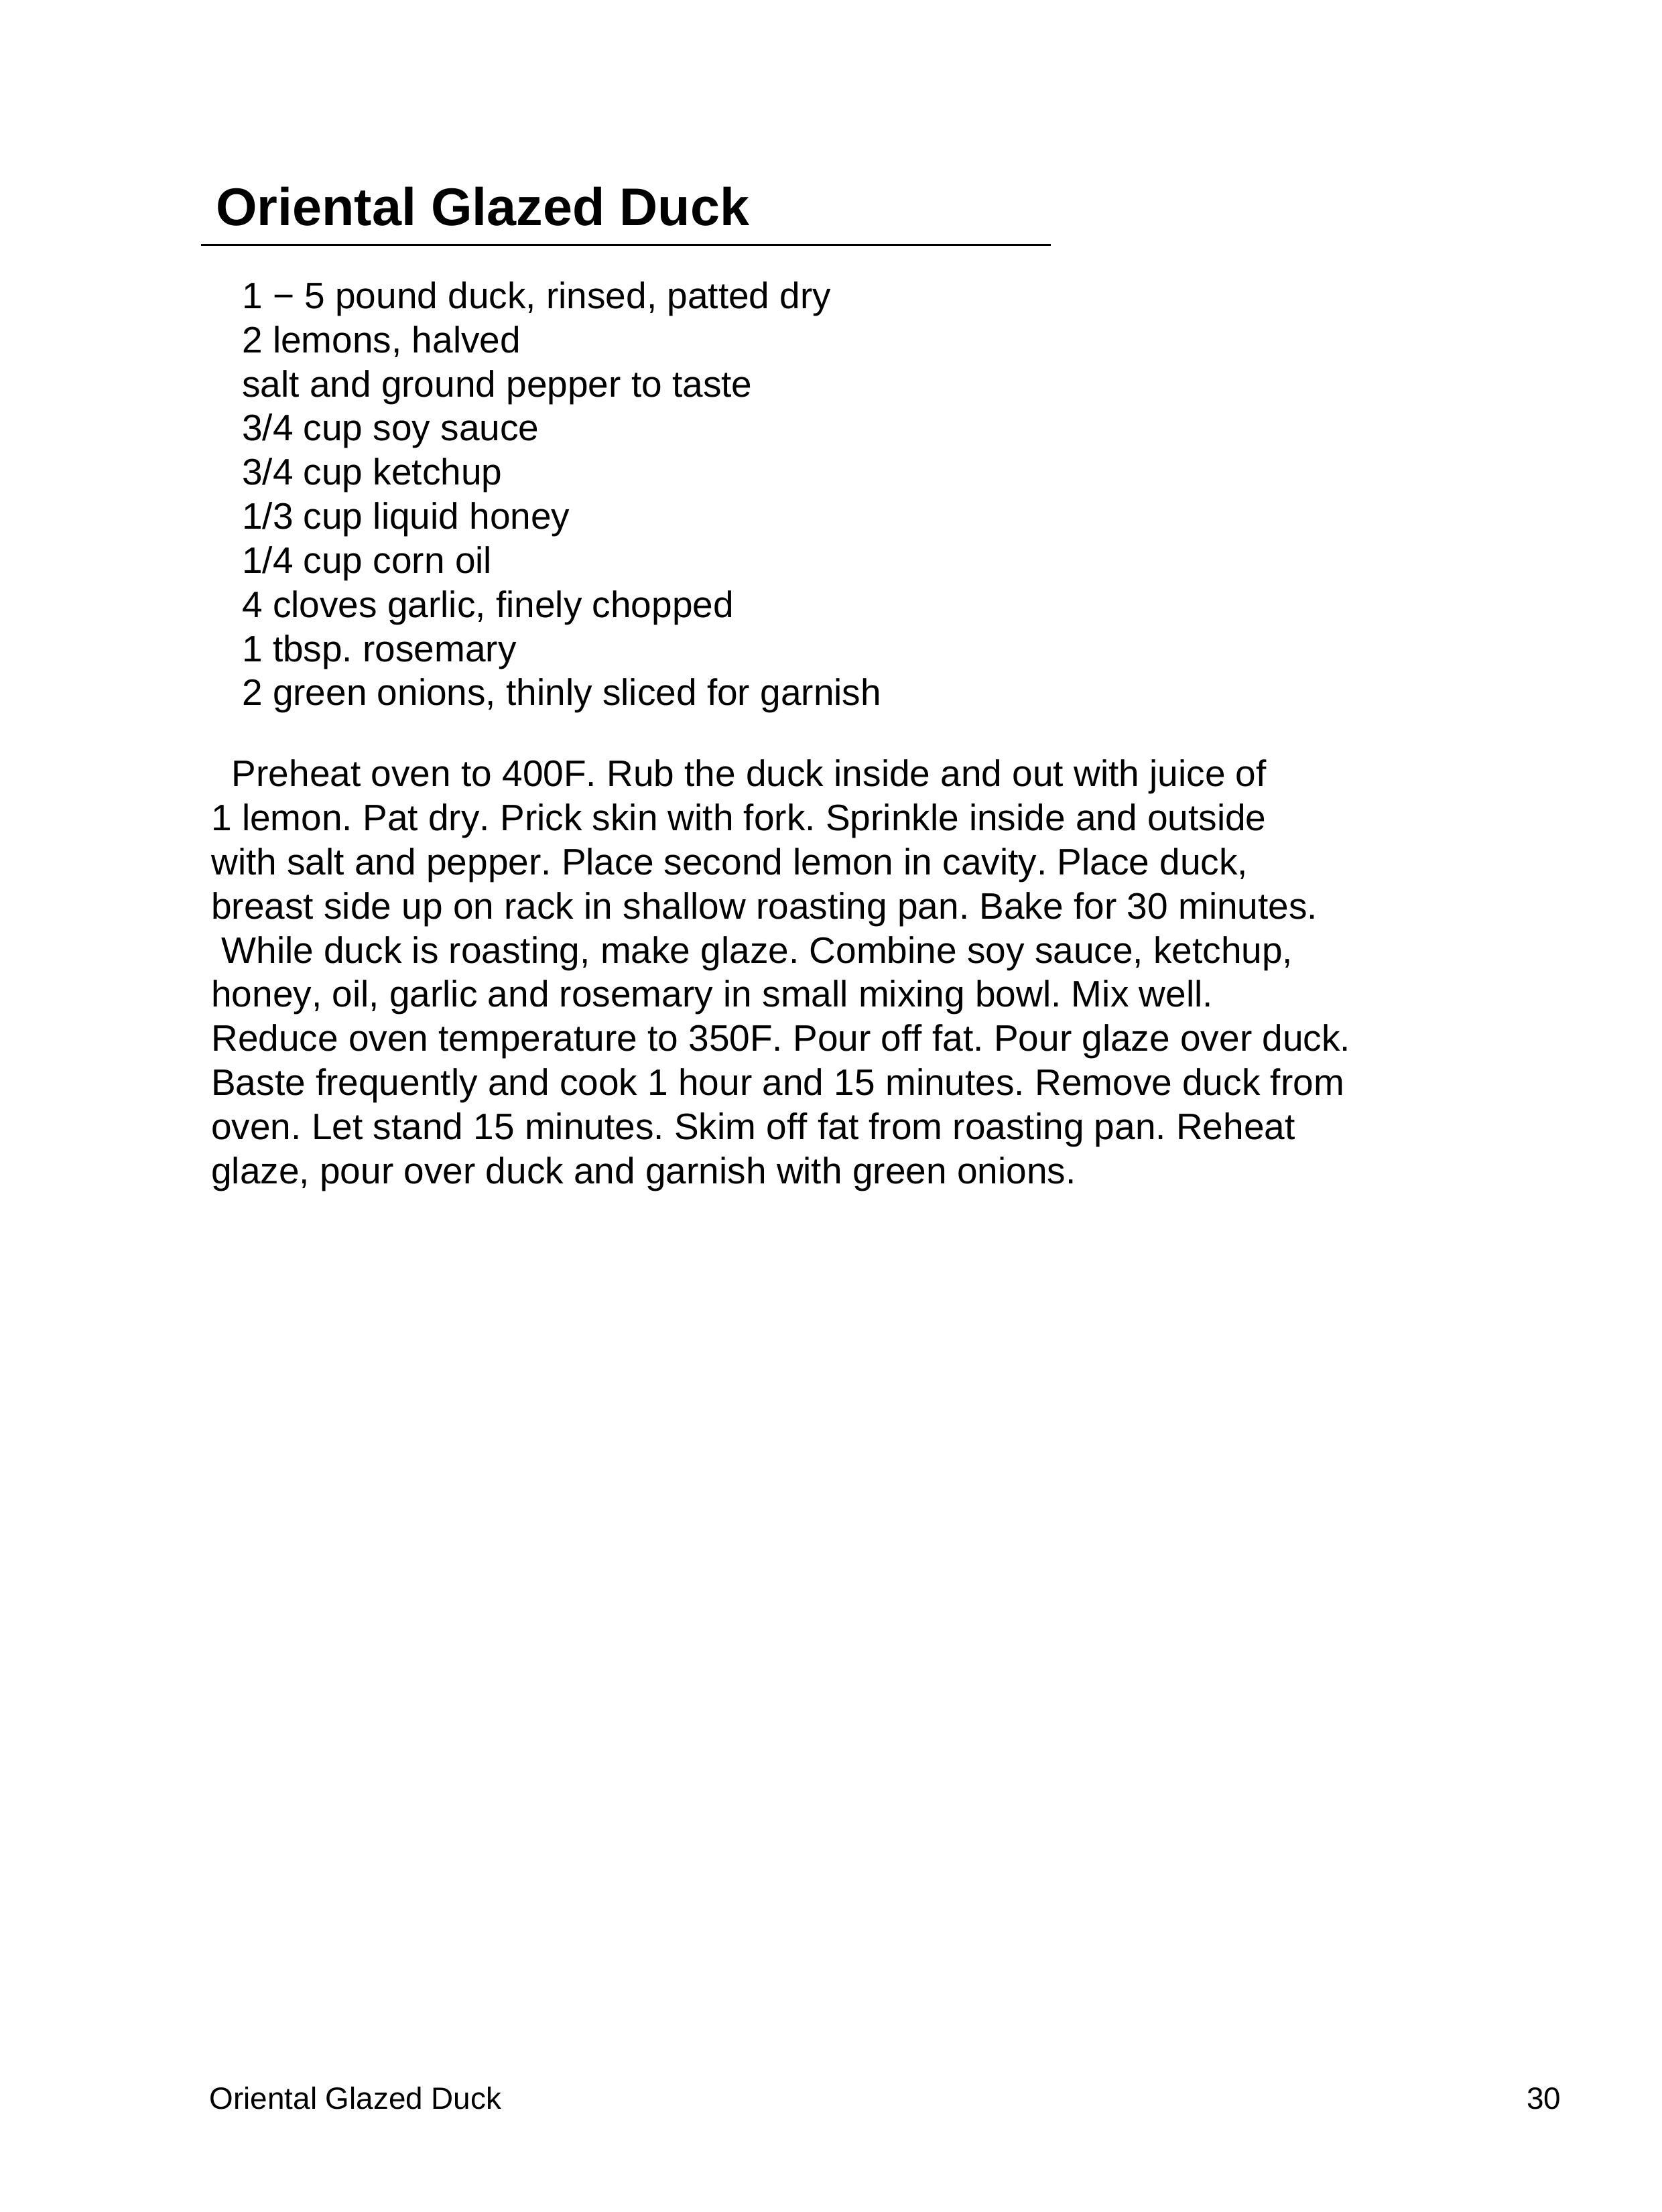 Oriental Glazed Duck
1 − 5 pound duck, rinsed, patted dry
2 lemons, halved
salt and ground pepper to taste
3/4 cup soy sauce
3/4 cup ketchup
1/3 cup liquid honey
1/4 cup corn oil
4 cloves garlic, finely chopped
1 tbsp. rosemary
2 green onions, thinly sliced for garnish
Preheat oven to 400F. Rub the duck inside and out with juice of
1 lemon. Pat dry. Prick skin with fork. Sprinkle inside and outside
with salt and pepper. Place second lemon in cavity. Place duck,
breast side up on rack in shallow roasting pan. Bake for 30 minutes.
While duck is roasting, make glaze. Combine soy sauce, ketchup,
honey, oil, garlic and rosemary in small mixing bowl. Mix well.
Reduce oven temperature to 350F. Pour off fat. Pour glaze over duck.
Baste frequently and cook 1 hour and 15 minutes. Remove duck from
oven. Let stand 15 minutes. Skim off fat from roasting pan. Reheat
glaze, pour over duck and garnish with green onions.
Oriental Glazed Duck 30